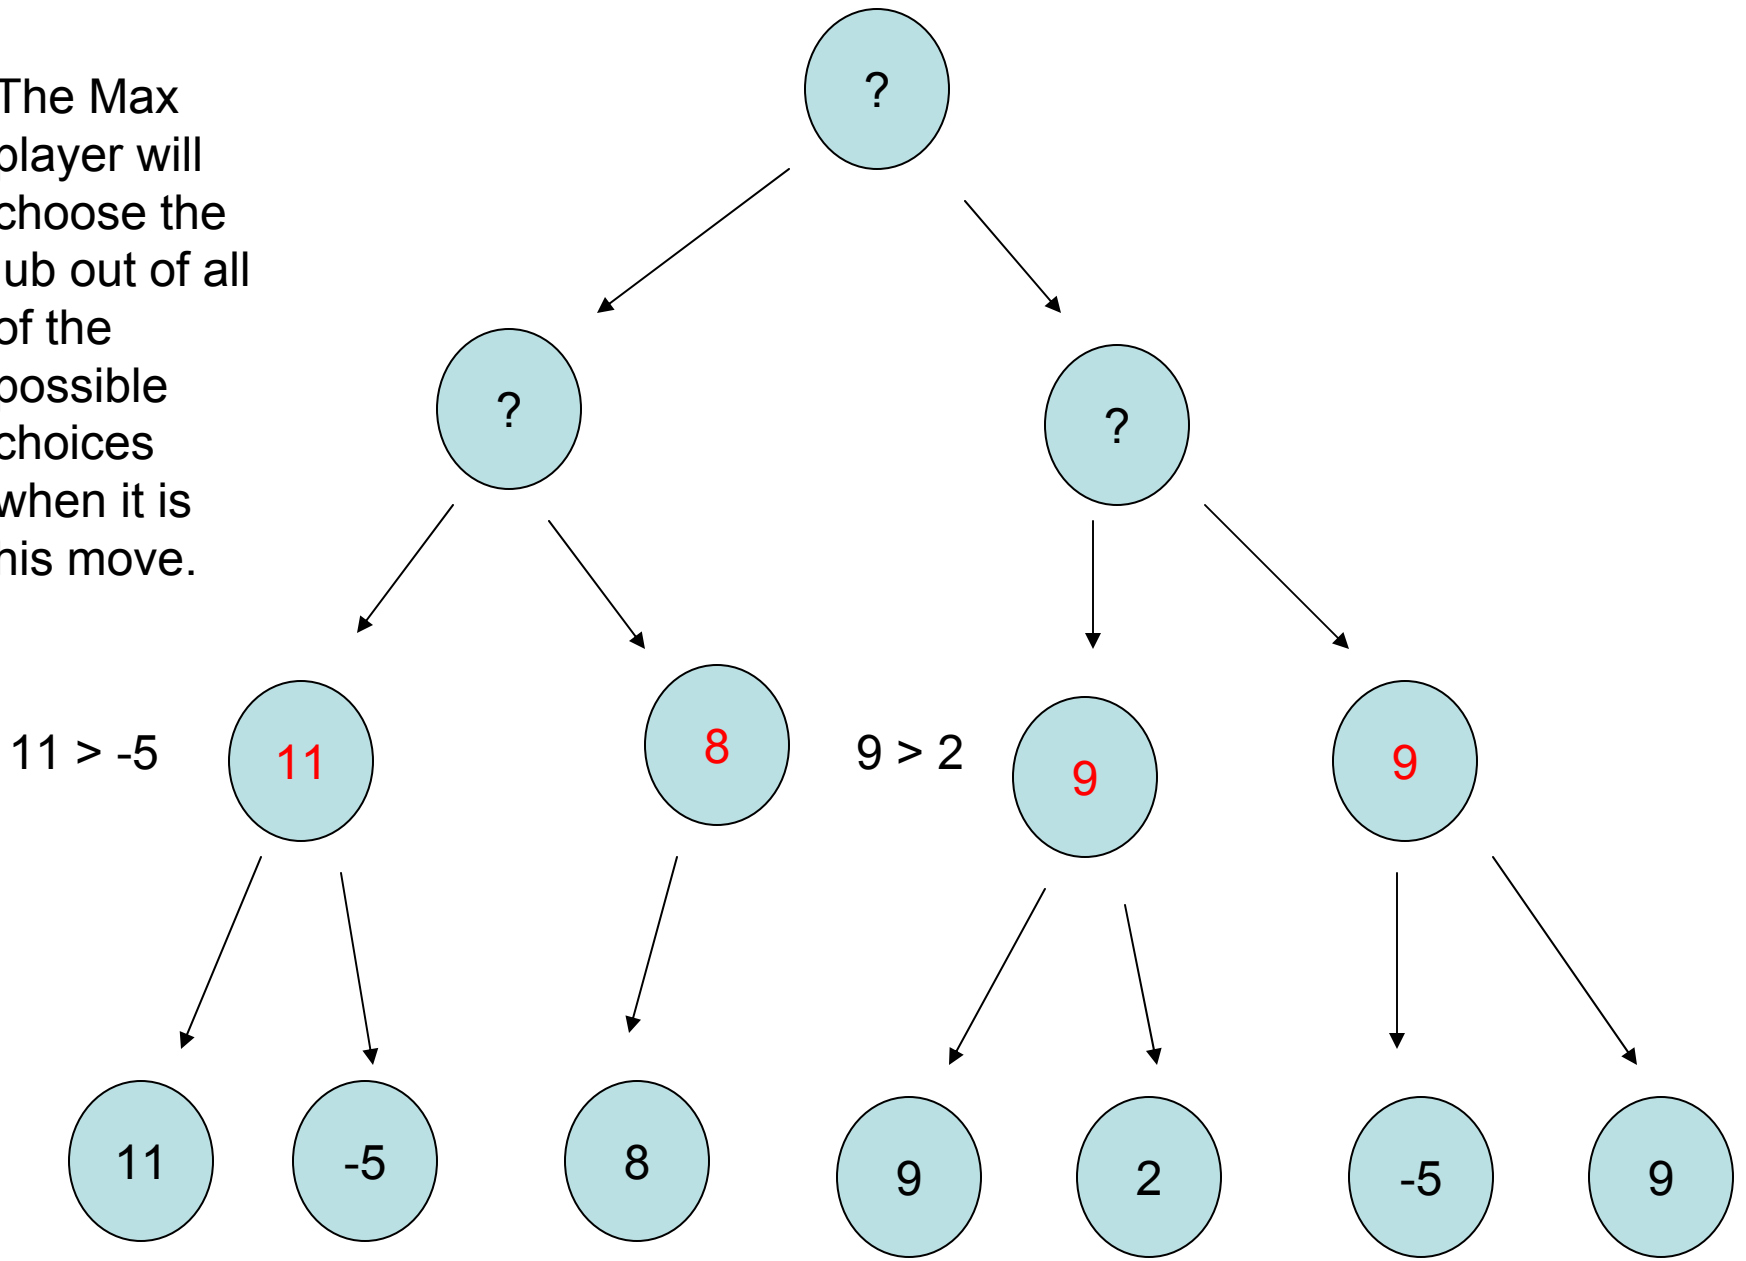 ?
The Max
player will
choose the
lub out of all
of the
possible
choices
when it is
his move.
? ?
11 > -5 11 8 9 > 2 9 9
11 -5 8 9 2 -5 9